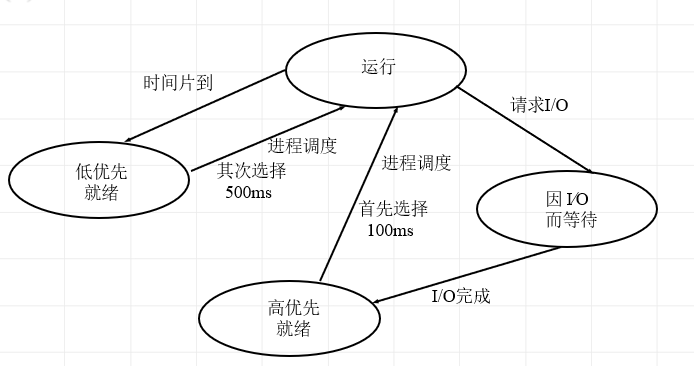 运行
时间片到
请求I/O
进程调度
其次选择
500ms
进程调度
首先选择
100ms
低优先
就绪
因 I/O
而等待
I/O完成
高优先
就绪